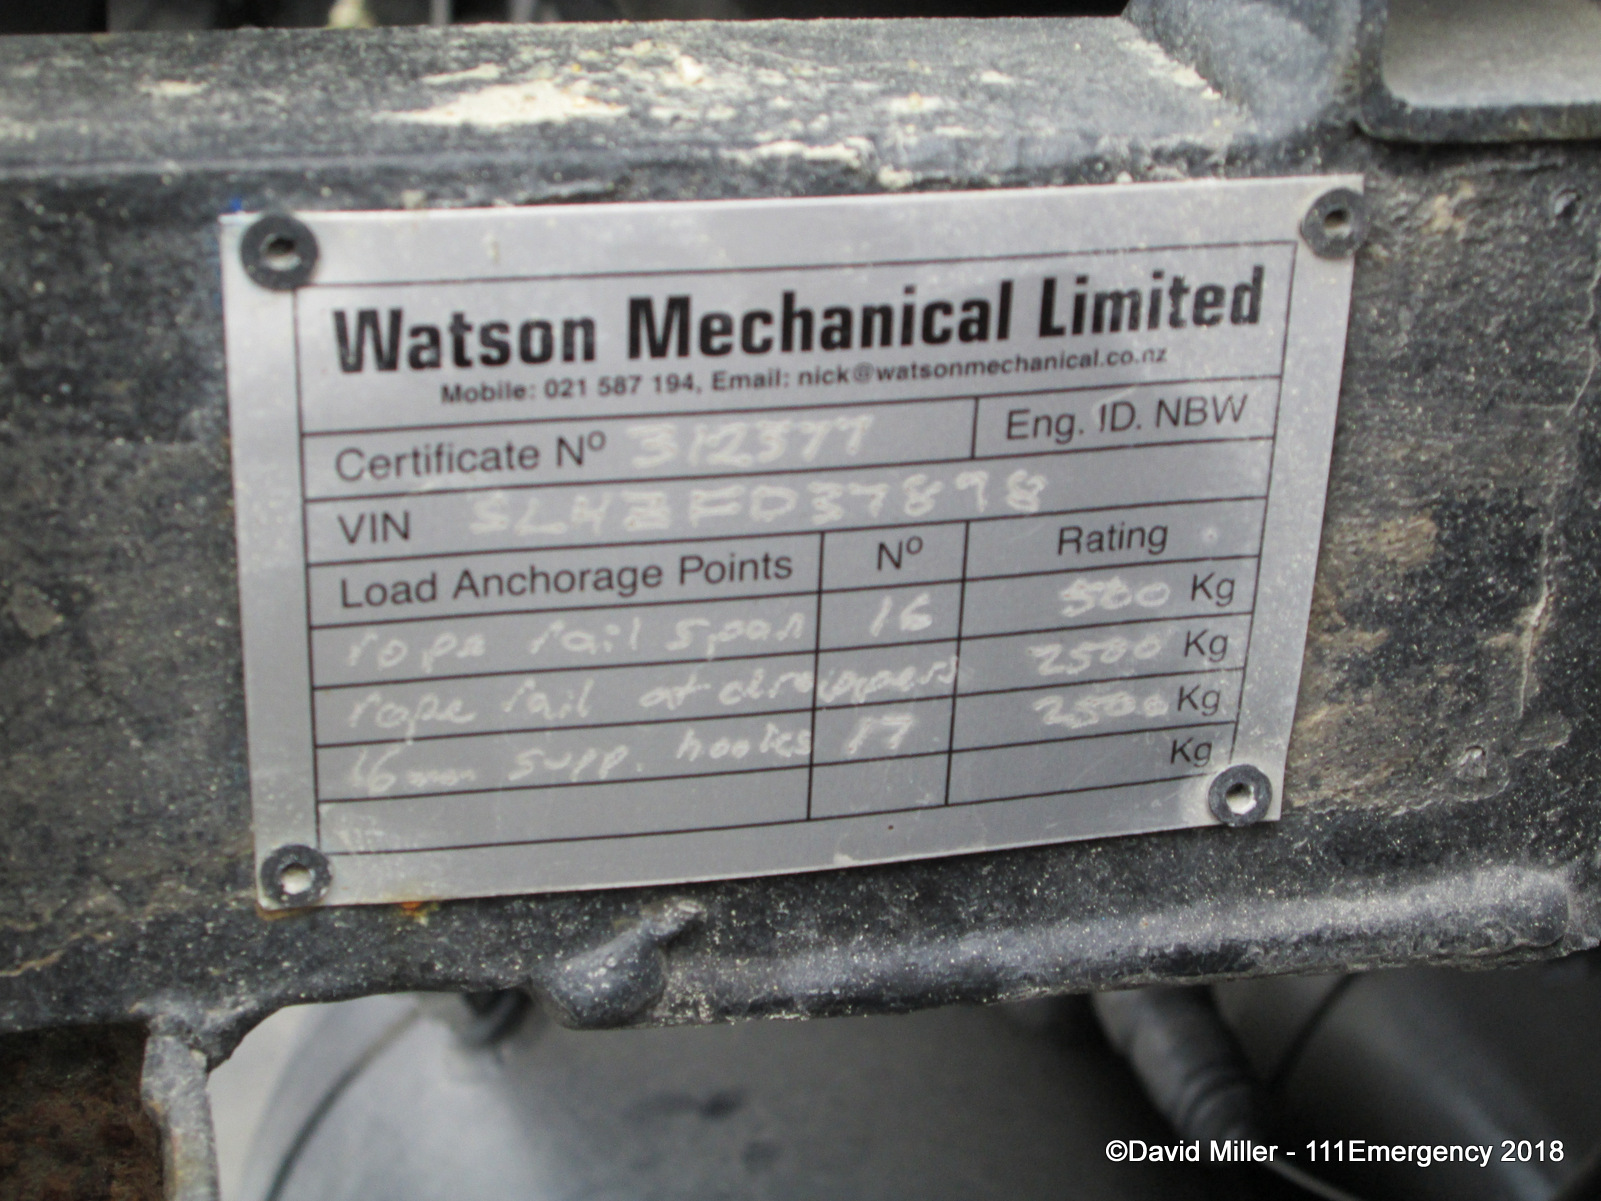 Watson Mechanical Limited
Mobile: 021 587 194, Email: nick@watsonmechanical.co.nz
Certificate Nº 312377 Eng. ID. NBW
VIN
Load Anchorage Points Nº Rating
rope rail span 16 500 Kg
rope rail at droppers 2500 Kg
16mm supp. hooks 17 2500 Kg
Kg
©David Miller - 111Emergency 2018